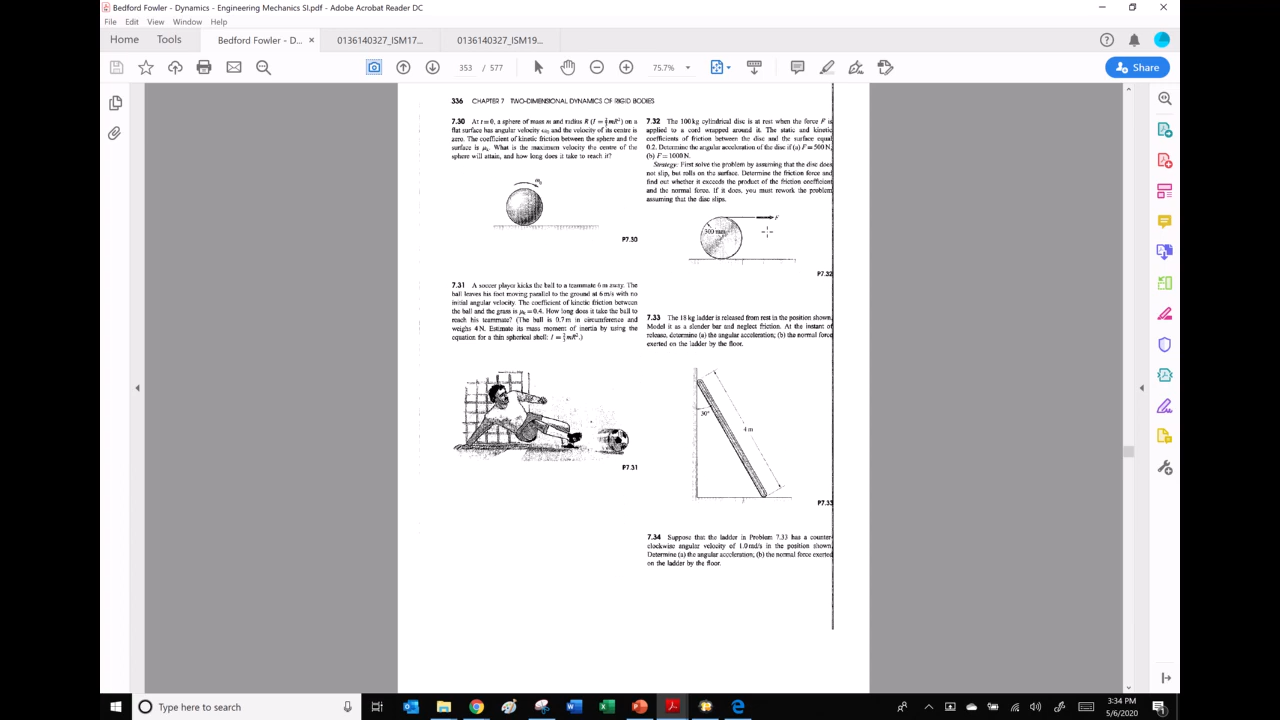 Bedford Fowler - Dynamics - Engineering Mechanics SI.pdf - Adobe Acrobat Reader DC
File Edit View Window Help
Home Tools Bedford Fowler - D... × 0136140327_ISM17... 0136140327_ISM19...
353 / 577 75.7% Share
336 CHAPTER 7 TWO-DIMENSIONAL DYNAMICS OF RIGID BODIES
7.30 At t=0, a sphere of mass m and radius R (I = 2/5 mR²) on a
flat surface has angular velocity ω₀ and the velocity of its centre is
zero. The coefficient of kinetic friction between the sphere and the
surface is μk. What is the maximum velocity the centre of the
sphere will attain, and how long does it take to reach it?
P7.30
7.31 A soccer player kicks the ball to a teammate 6 m away. The
ball leaves his foot moving parallel to the ground at 6 m/s with no
initial angular velocity. The coefficient of kinetic friction between
the ball and the grass is μk = 0.4. How long does it take the ball to
reach his teammate? (The ball is 0.7 m in circumference and
weighs 4 N. Estimate its mass moment of inertia by using the
equation for a thin spherical shell: I = 2/3 mR².)
P7.31
7.32 The 100 kg cylindrical disc is at rest when the force F is
applied to a cord wrapped around it. The static and kinetic
coefficients of friction between the disc and the surface equal
0.2. Determine the angular acceleration of the disc if (a) F = 500 N,
(b) F = 1000 N.
Strategy: First solve the problem by assuming that the disc does
not slip, but rolls on the surface. Determine the friction force and
find out whether it exceeds the product of the friction coefficient
and the normal force. If it does, you must rework the problem
assuming that the disc slips.
F
300 mm
P7.32
7.33 The 18 kg ladder is released from rest in the position shown.
Model it as a slender bar and neglect friction. At the instant of
release, determine (a) the angular acceleration; (b) the normal force
exerted on the ladder by the floor.
30°
4 m
P7.33
7.34 Suppose that the ladder in Problem 7.33 has a counter-
clockwise angular velocity of 1.0 rad/s in the position shown.
Determine (a) the angular acceleration; (b) the normal force exerted
on the ladder by the floor.
Type here to search
3:34 PM
5/6/2020